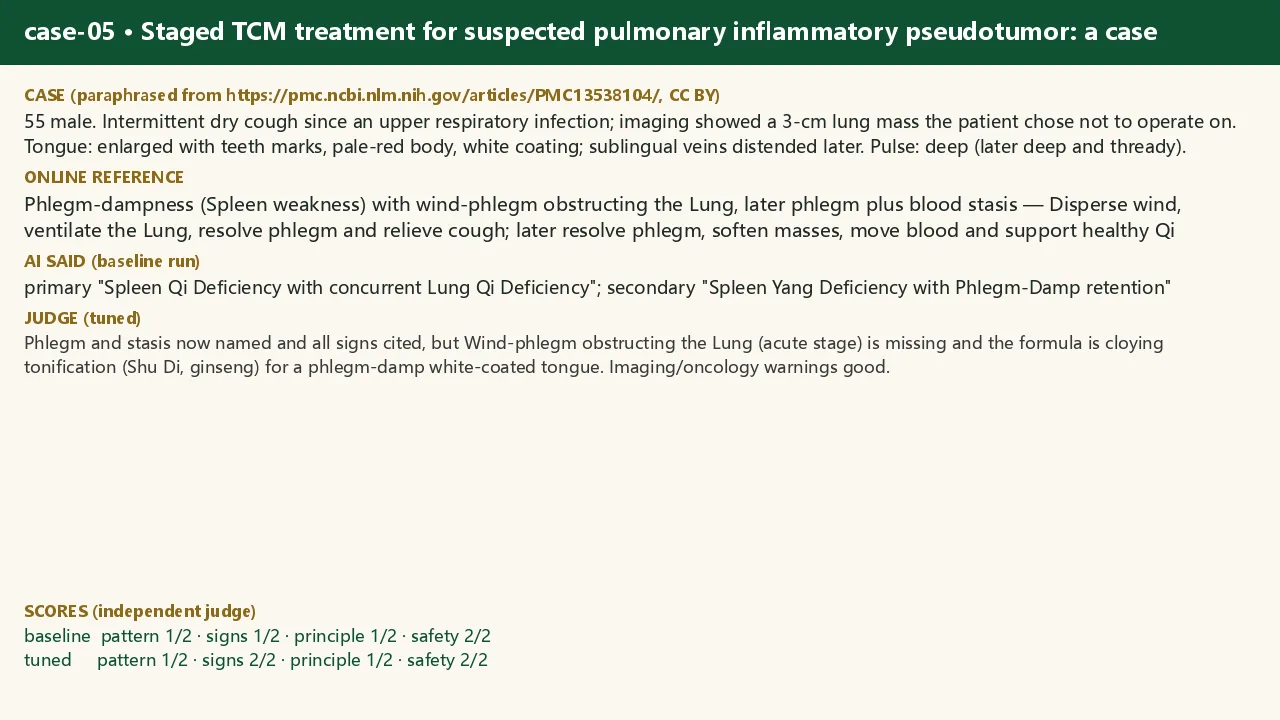 case-05 • Staged TCM treatment for suspected pulmonary inflammatory pseudotumor: a case
CASE (paraphrased from https://pmc.ncbi.nlm.nih.gov/articles/PMC13538104/, CC BY)
55 male. Intermittent dry cough since an upper respiratory infection; imaging showed a 3-cm lung mass the patient chose not to operate on.
Tongue: enlarged with teeth marks, pale-red body, white coating; sublingual veins distended later. Pulse: deep (later deep and thready).
ONLINE REFERENCE
Phlegm-dampness (Spleen weakness) with wind-phlegm obstructing the Lung, later phlegm plus blood stasis — Disperse wind,
ventilate the Lung, resolve phlegm and relieve cough; later resolve phlegm, soften masses, move blood and support healthy Qi
AI SAID (baseline run)
primary "Spleen Qi Deficiency with concurrent Lung Qi Deficiency"; secondary "Spleen Yang Deficiency with Phlegm-Damp retention"
JUDGE (tuned)
Phlegm and stasis now named and all signs cited, but Wind-phlegm obstructing the Lung (acute stage) is missing and the formula is cloying
tonification (Shu Di, ginseng) for a phlegm-damp white-coated tongue. Imaging/oncology warnings good.
SCORES (independent judge)
baseline pattern 1/2 · signs 1/2 · principle 1/2 · safety 2/2
tuned pattern 1/2 · signs 2/2 · principle 1/2 · safety 2/2